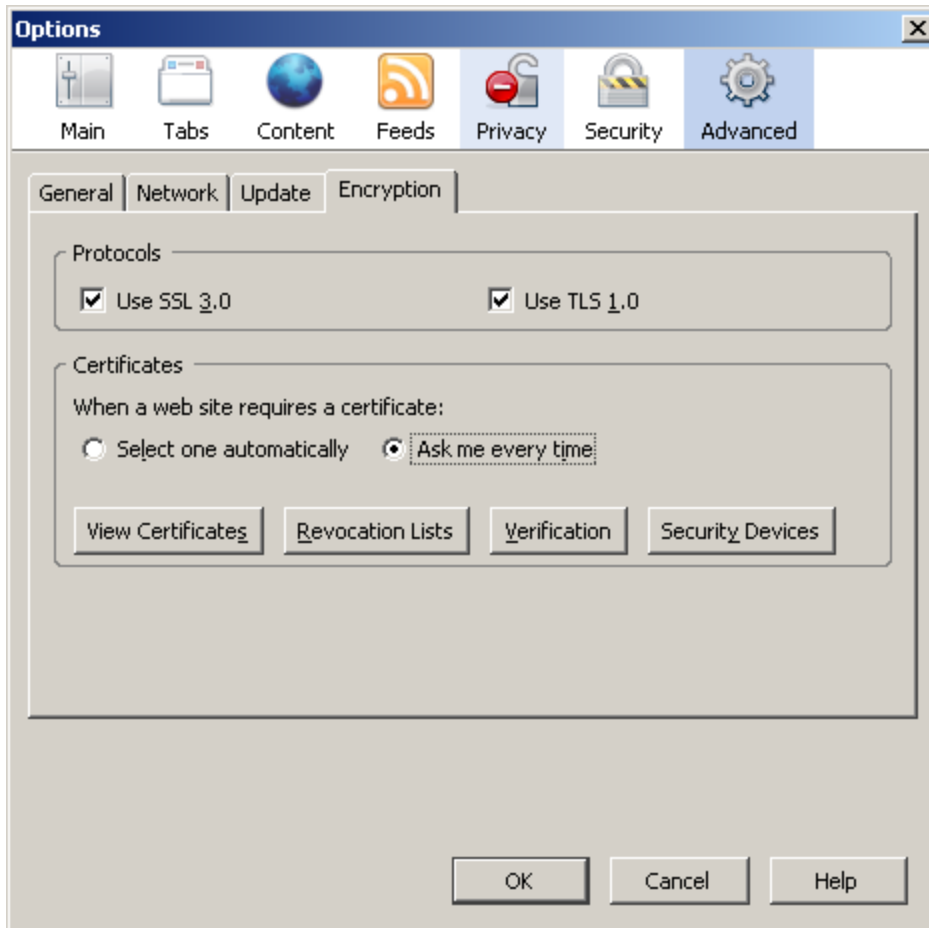 Options
Main Tabs Content Feeds Privacy Security Advanced
General Network Update Encryption
Protocols
Use SSL 3.0 Use TLS 1.0
Certificates
When a web site requires a certificate:
Select one automatically Ask me every time
View Certificates Revocation Lists Verification Security Devices
OK Cancel Help